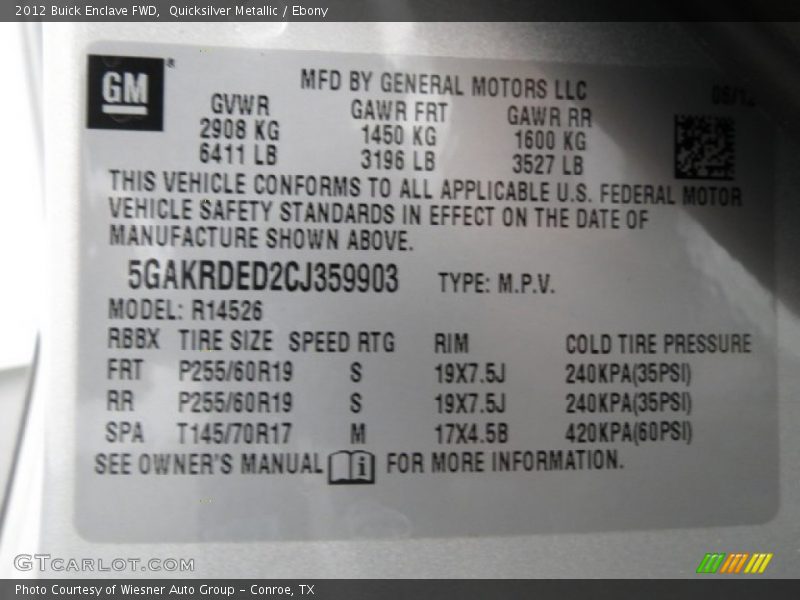 2012 Buick Enclave FWD,  Quicksilver Metallic / Ebony
GM®
MFD BY GENERAL MOTORS LLC
06/12
GVWR GAWR FRT GAWR RR
2908 KG 1450 KG 1600 KG
6411 LB 3196 LB 3527 LB
THIS VEHICLE CONFORMS TO ALL APPLICABLE U.S. FEDERAL MOTOR
VEHICLE SAFETY STANDARDS IN EFFECT ON THE DATE OF
MANUFACTURE SHOWN ABOVE.
5GAKRDED2CJ359903 TYPE: M.P.V.
MODEL: R14526
RBBX TIRE SIZE SPEED RTG RIM COLD TIRE PRESSURE
FRT P255/60R19 S 19X7.5J 240KPA(35PSI)
RR P255/60R19 S 19X7.5J 240KPA(35PSI)
SPA T145/70R17 M 17X4.5B 420KPA(60PSI)
SEE OWNER'S MANUAL i FOR MORE INFORMATION.
GTCARLOT.COM
Photo Courtesy of Wiesner Auto Group - Conroe, TX